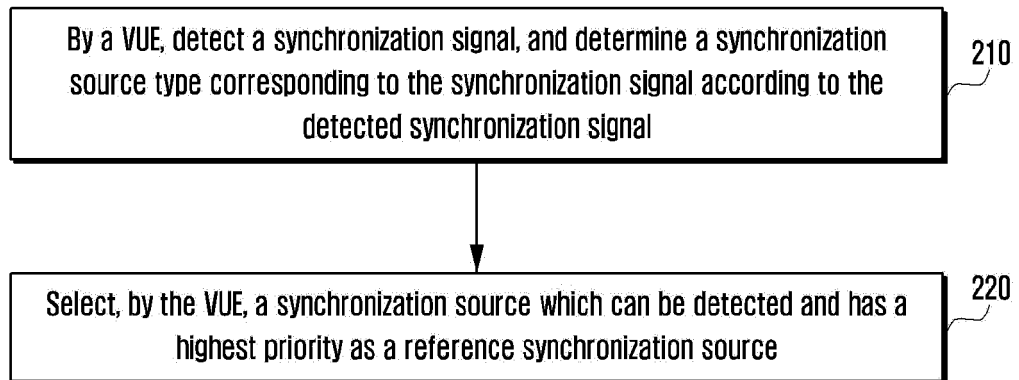 By a VUE, detect a synchronization signal, and determine a synchronization
source type corresponding to the synchronization signal according to the
detected synchronization signal
210
Select, by the VUE, a synchronization source which can be detected and has a
highest priority as a reference synchronization source
220